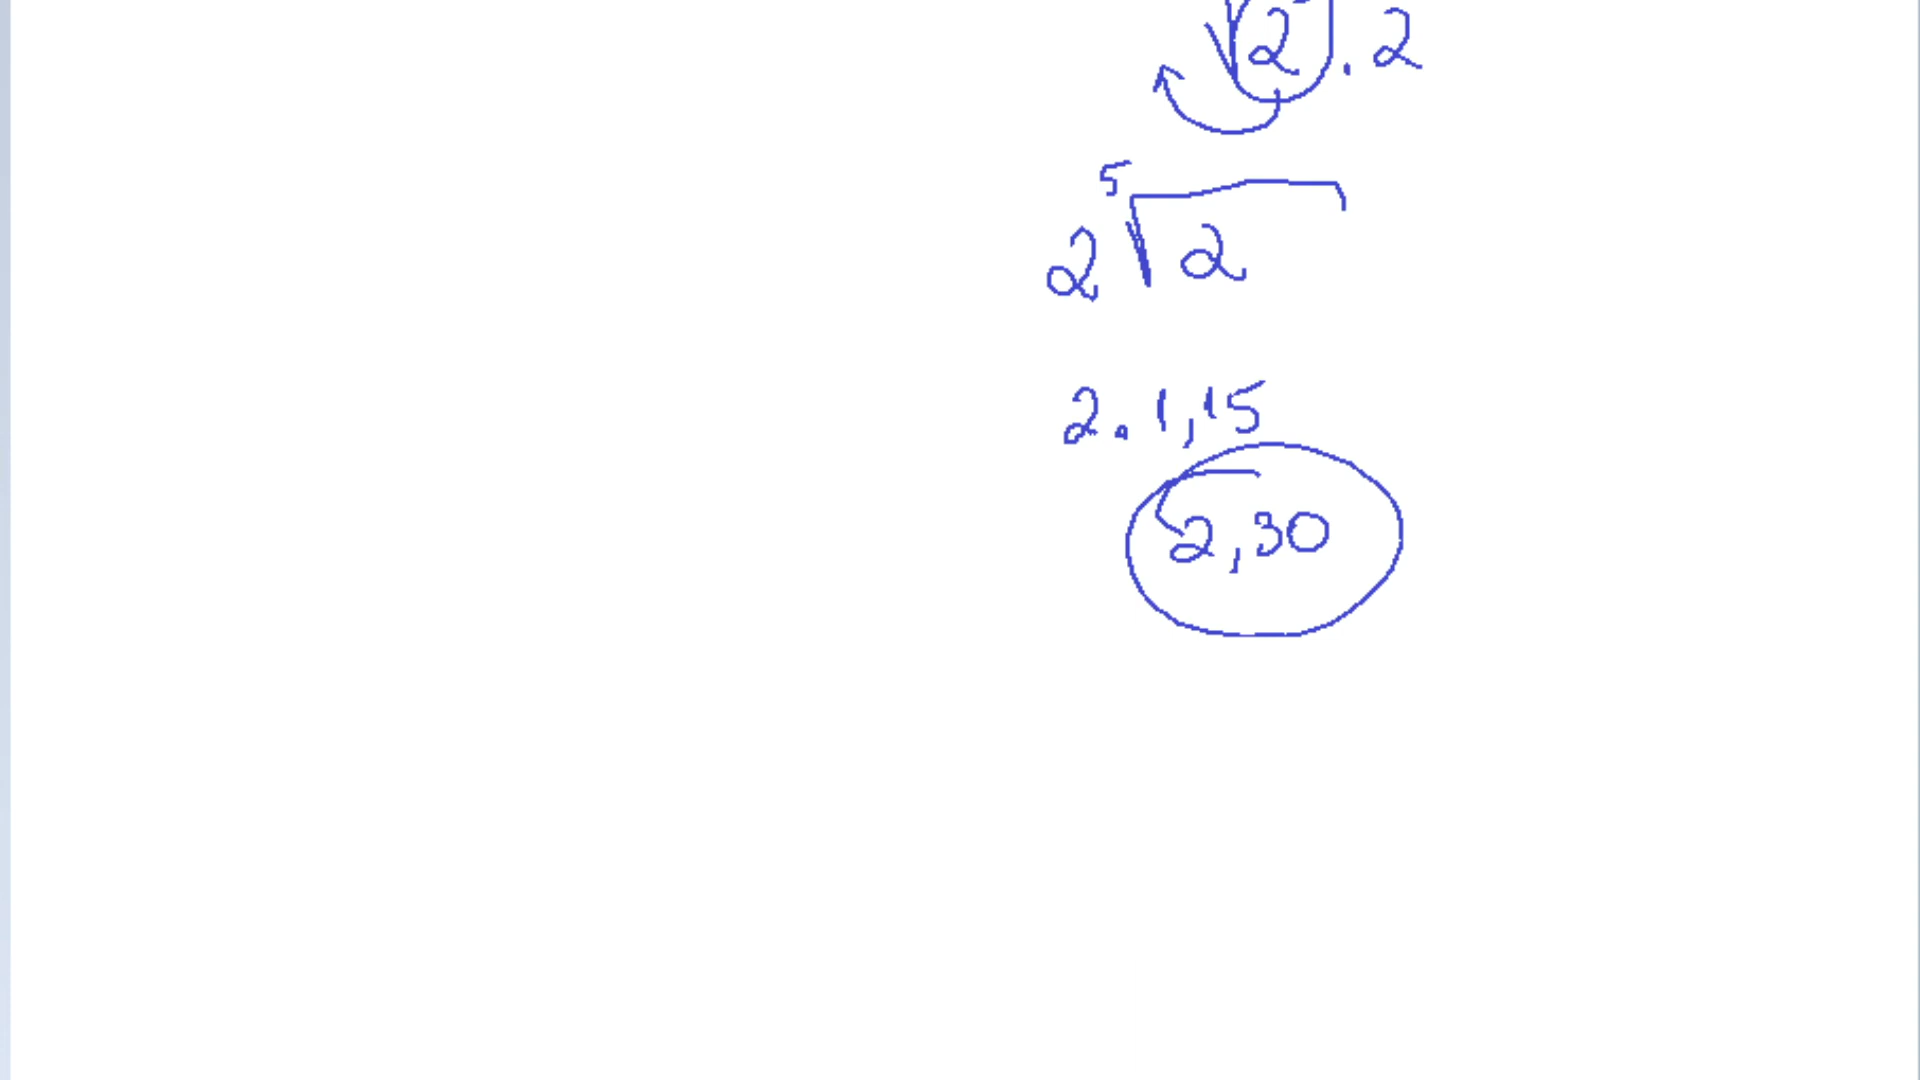 √2 . 2
2 ⁵√2
2 . 1,15
2,30